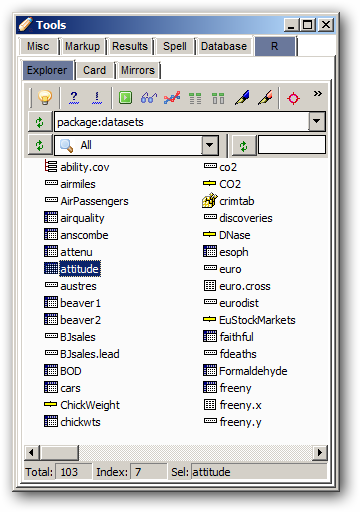 Tools
Misc Markup Results Spell Database R
Explorer Card Mirrors
package:datasets
All
ability.cov co2
airmiles CO2
AirPassengers crimtab
airquality discoveries
anscombe DNase
attenu esoph
attitude euro
austres euro.cross
beaver1 eurodist
beaver2 EuStockMarkets
BJsales faithful
BJsales.lead fdeaths
BOD Formaldehyde
cars freeny
ChickWeight freeny.x
chickwts freeny.y
Total: 103 Index: 7 Sel: attitude